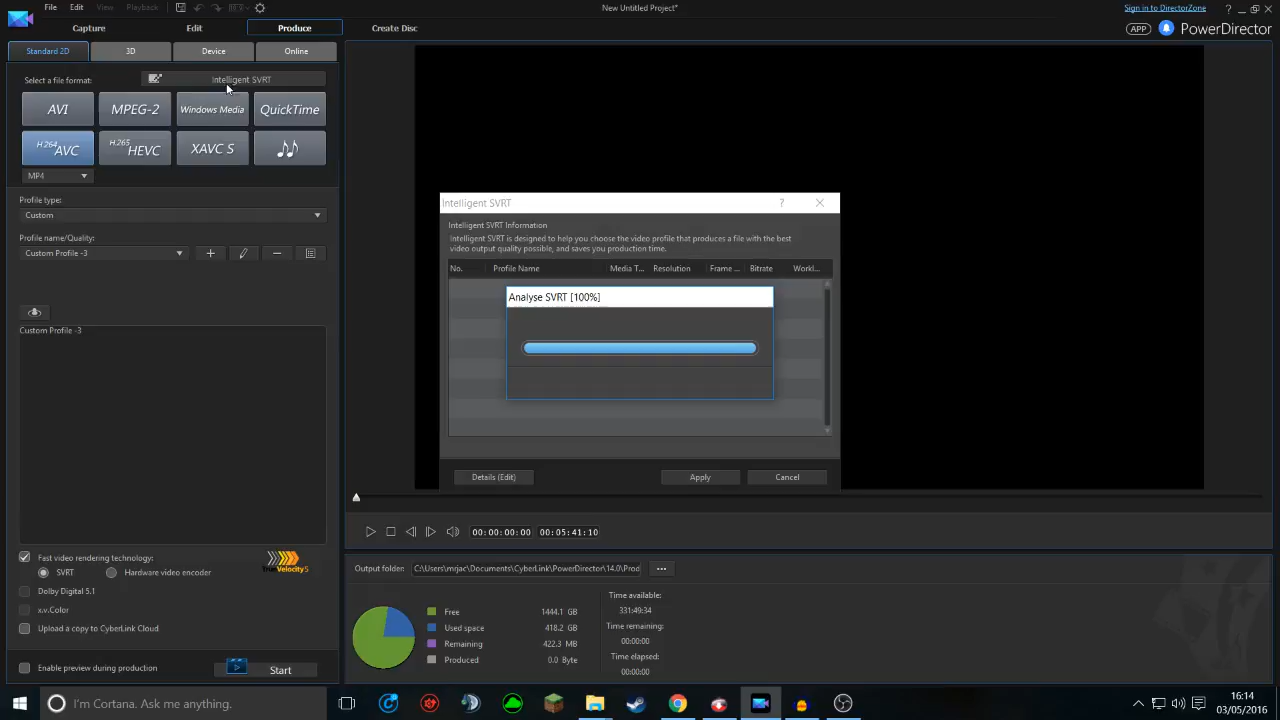 File Edit View Playback New Untitled Project* Sign in to DirectorZone ?
Capture Edit Produce Create Disc APP PowerDirector
Standard 2D 3D Device Online
Select a file format: Intelligent SVRT
AVI MPEG-2 Windows Media QuickTime
H.264 AVC H.265 HEVC XAVC S
MP4
Profile type:
Custom
Profile name/Quality:
Custom Profile -3
Custom Profile -3
Intelligent SVRT ?
Intelligent SVRT Information
Intelligent SVRT is designed to help you choose the video profile that produces a file with the best
video output quality possible, and saves you production time.
No. Profile Name Media T... Resolution Frame ... Bitrate Workl...
Analyse SVRT [100%]
Details (Edit) Apply Cancel
00:00:00:00 00:05:41:10
Fast video rendering technology:
SVRT Hardware video encoder
TrueVelocity5
Dolby Digital 5.1
x.v.Color
Upload a copy to CyberLink Cloud
Enable preview during production Start
Output folder: C:\Users\mrjac\Documents\CyberLink\PowerDirector\14.0\Prod ...
Free 1444.1 GB
Used space 418.2 GB
Remaining 422.3 MB
Produced 0.0 Byte
Time available:
331:49:34
Time remaining:
00:00:00
Time elapsed:
00:00:00
I'm Cortana. Ask me anything.
16:14
03/05/2016